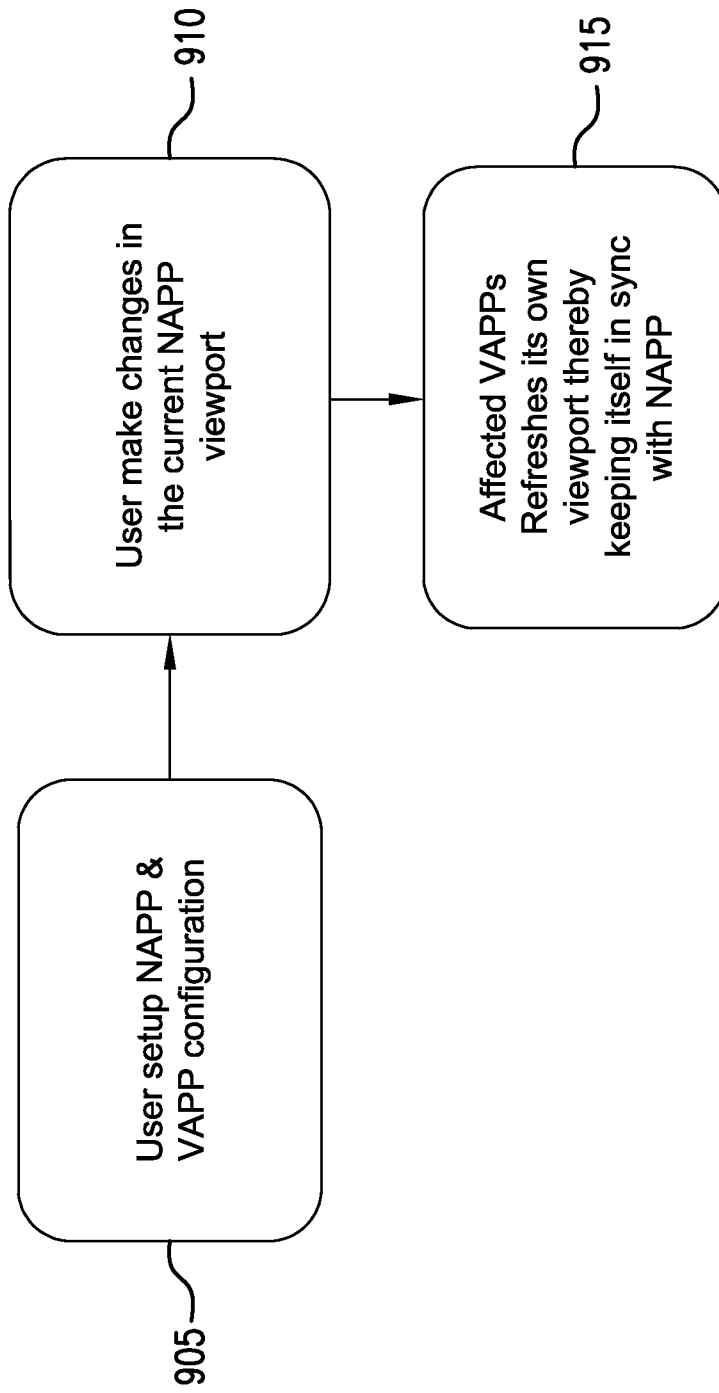 905
User setup NAPP &
VAPP configuration
910
User make changes in
the current NAPP
viewport
915
Affected VAPPs
Refreshes its own
viewport thereby
keeping itself in sync
with NAPP